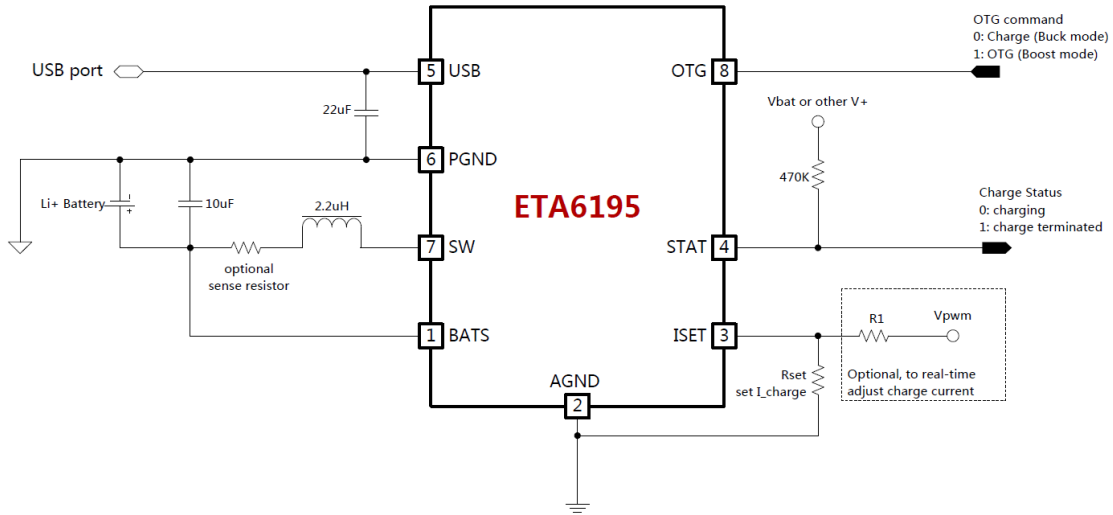 OTG command
0: Charge (Buck mode)
1: OTG (Boost mode)
USB port
5
USB
OTG
8
22uF
Vbat or other V+
6
PGND
470K
ETA6195
Li+ Battery
-
+
10uF
2.2uH
Charge Status
0: charging
1: charge terminated
7
SW
STAT
4
optional
sense resistor
1
BATS
ISET
3
R1
Vpwm
Rset
set I_charge
Optional, to real-time
adjust charge current
AGND
2